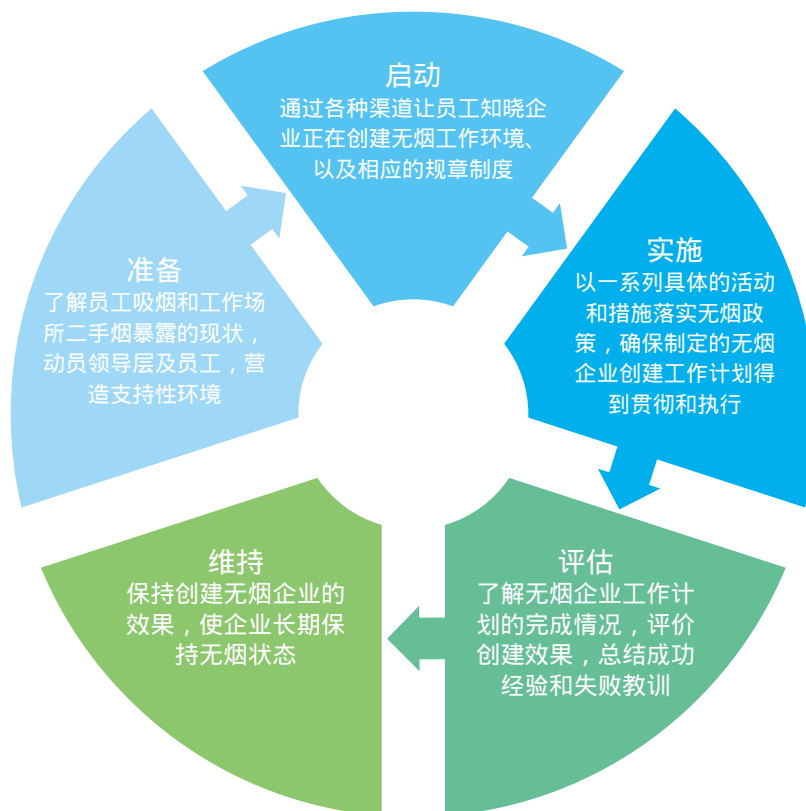 启动
通过各种渠道让员工知晓企
业正在创建无烟工作环境、
以及相应的规章制度
实施
以一系列具体的活动
和措施落实无烟政
策，确保制定的无烟
企业创建工作计划得
到贯彻和执行
评估
了解无烟企业工作计
划的完成情况，评价
创建效果，总结成功
经验和失败教训
维持
保持创建无烟企业的
效果，使企业长期保
持无烟状态
准备
了解员工吸烟和工作场
所二手烟暴露的现状，
动员领导层及员工，营
造支持性环境